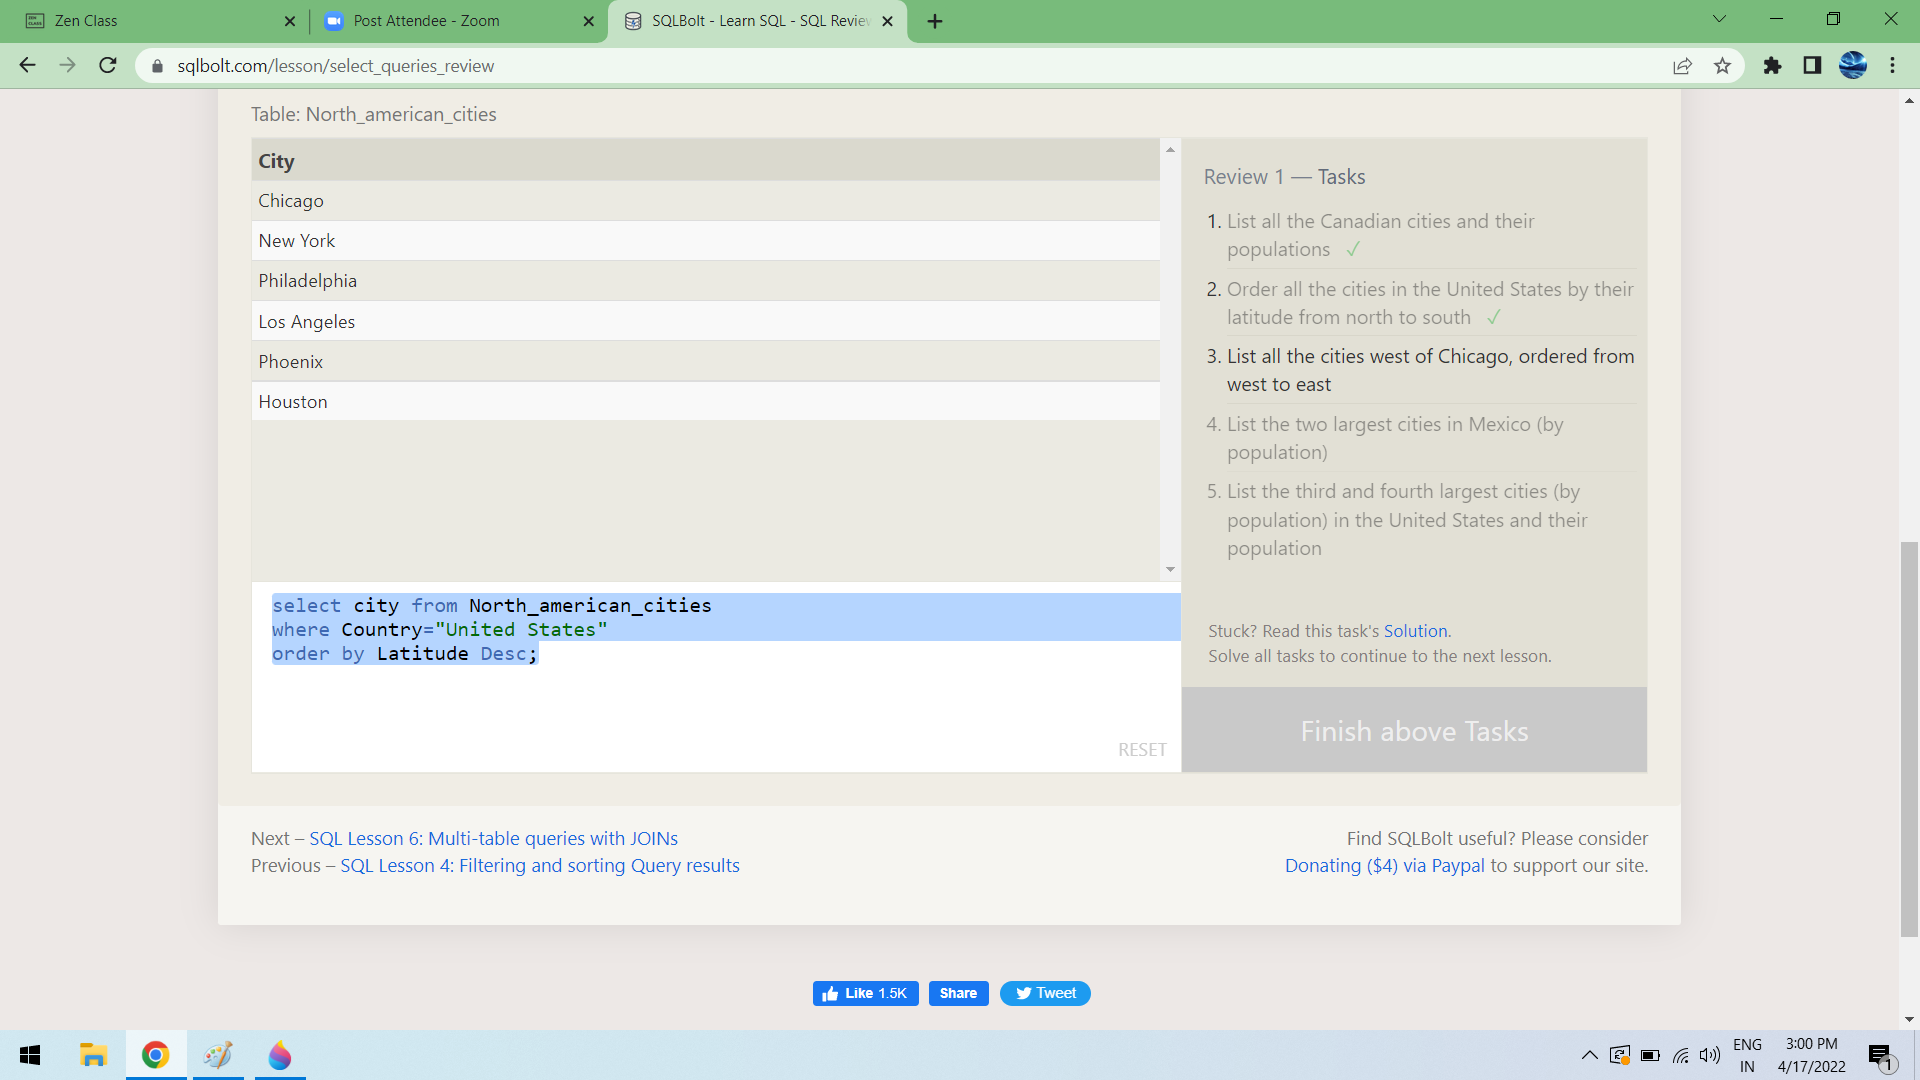 Zen Class
Post Attendee - Zoom
SQLBolt - Learn SQL - SQL Review
sqlbolt.com/lesson/select_queries_review
Table: North_american_cities
City
Chicago
New York
Philadelphia
Los Angeles
Phoenix
Houston
select city from North_american_cities
where Country="United States"
order by Latitude Desc;
RESET
Review 1 — Tasks
1. List all the Canadian cities and their
populations ✓
2. Order all the cities in the United States by their
latitude from north to south ✓
3. List all the cities west of Chicago, ordered from
west to east
4. List the two largest cities in Mexico (by
population)
5. List the third and fourth largest cities (by
population) in the United States and their
population
Stuck? Read this task's Solution.
Solve all tasks to continue to the next lesson.
Finish above Tasks
Next – SQL Lesson 6: Multi-table queries with JOINs
Previous – SQL Lesson 4: Filtering and sorting Query results
Find SQLBolt useful? Please consider
Donating ($4) via Paypal to support our site.
Like 1.5K
Share
Tweet
ENG
IN
3:00 PM
4/17/2022
1